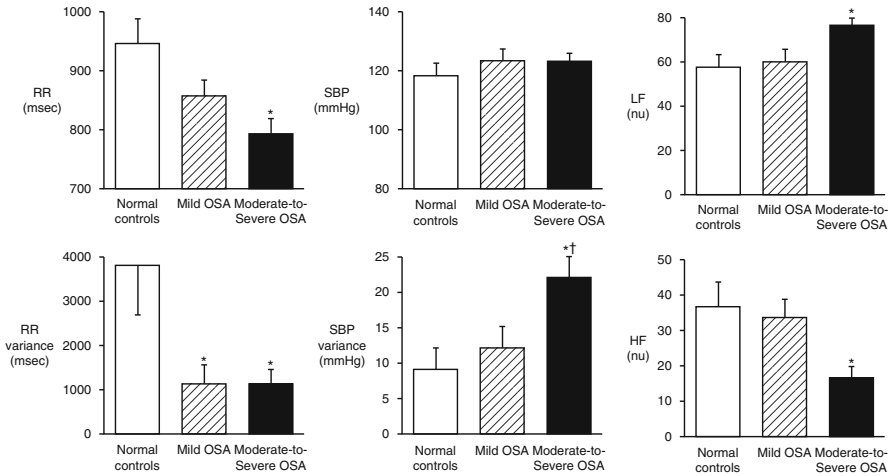 1000
900
800
700
RR
(msec)
*
Normal
controls
Mild OSA
Moderate-to-
Severe OSA
140
120
100
80
SBP
(mmHg)
Normal
controls
Mild OSA
Moderate-to-
Severe OSA
80
60
40
20
0
LF
(nu)
*
Normal
controls
Mild OSA
Moderate-to-
Severe OSA
4000
3000
2000
1000
0
RR
variance
(msec)
*
*
Normal
controls
Mild OSA
Moderate-to-
Severe OSA
25
20
15
10
5
0
SBP
variance
(mmHg)
*†
Normal
controls
Mild OSA
Moderate-to-
Severe OSA
50
40
30
20
10
0
HF
(nu)
*
Normal
controls
Mild OSA
Moderate-to-
Severe OSA